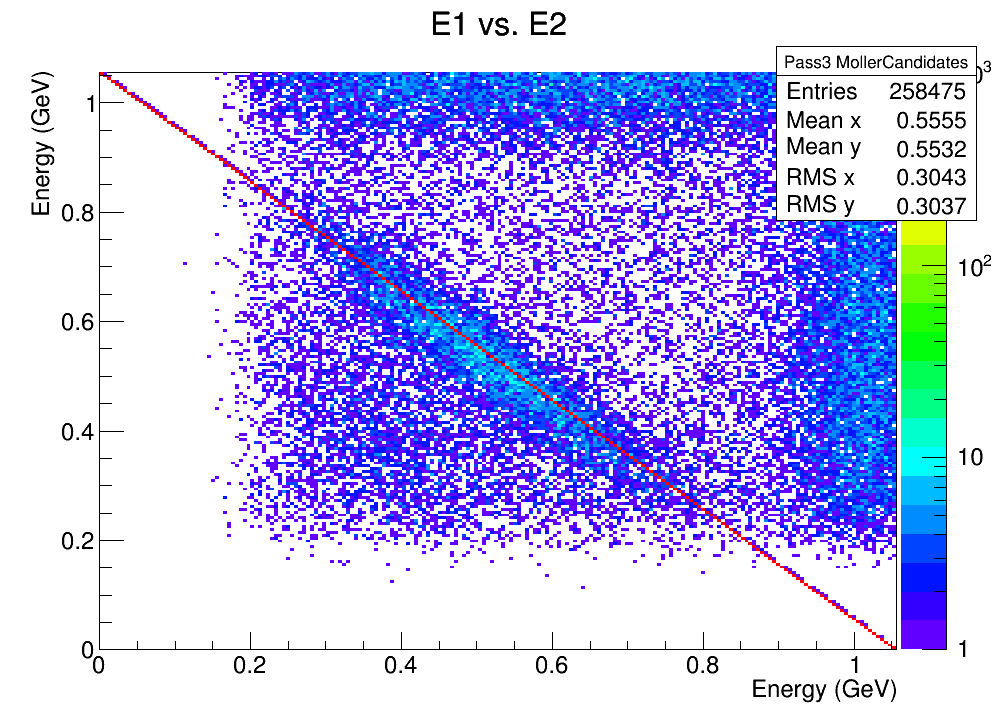 E1 vs. E2
Pass3 MollerCandidates
Entries 258475
Mean x 0.5555
Mean y 0.5532
RMS x 0.3043
RMS y 0.3037
Energy (GeV)
1
0.8
0.6
0.4
0.2
0
0 0.2 0.4 0.6 0.8 1
Energy (GeV)
10²
10
1